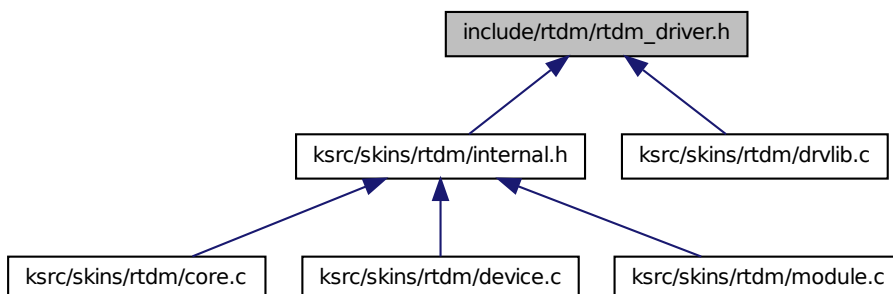 include/rtdm/rtdm_driver.h
ksrc/skins/rtdm/internal.h
ksrc/skins/rtdm/drvlib.c
ksrc/skins/rtdm/core.c
ksrc/skins/rtdm/device.c
ksrc/skins/rtdm/module.c